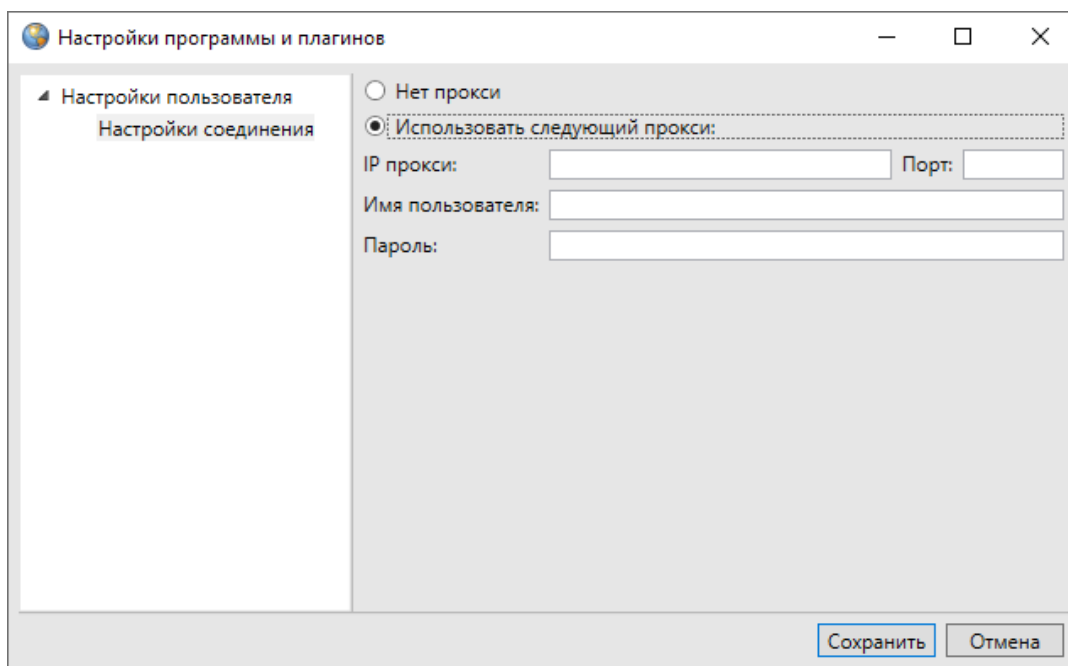 Настройки программы и плагинов
Настройки пользователя
Настройки соединения
Нет прокси
Использовать следующий прокси:
IP прокси: Порт:
Имя пользователя:
Пароль:
Сохранить Отмена